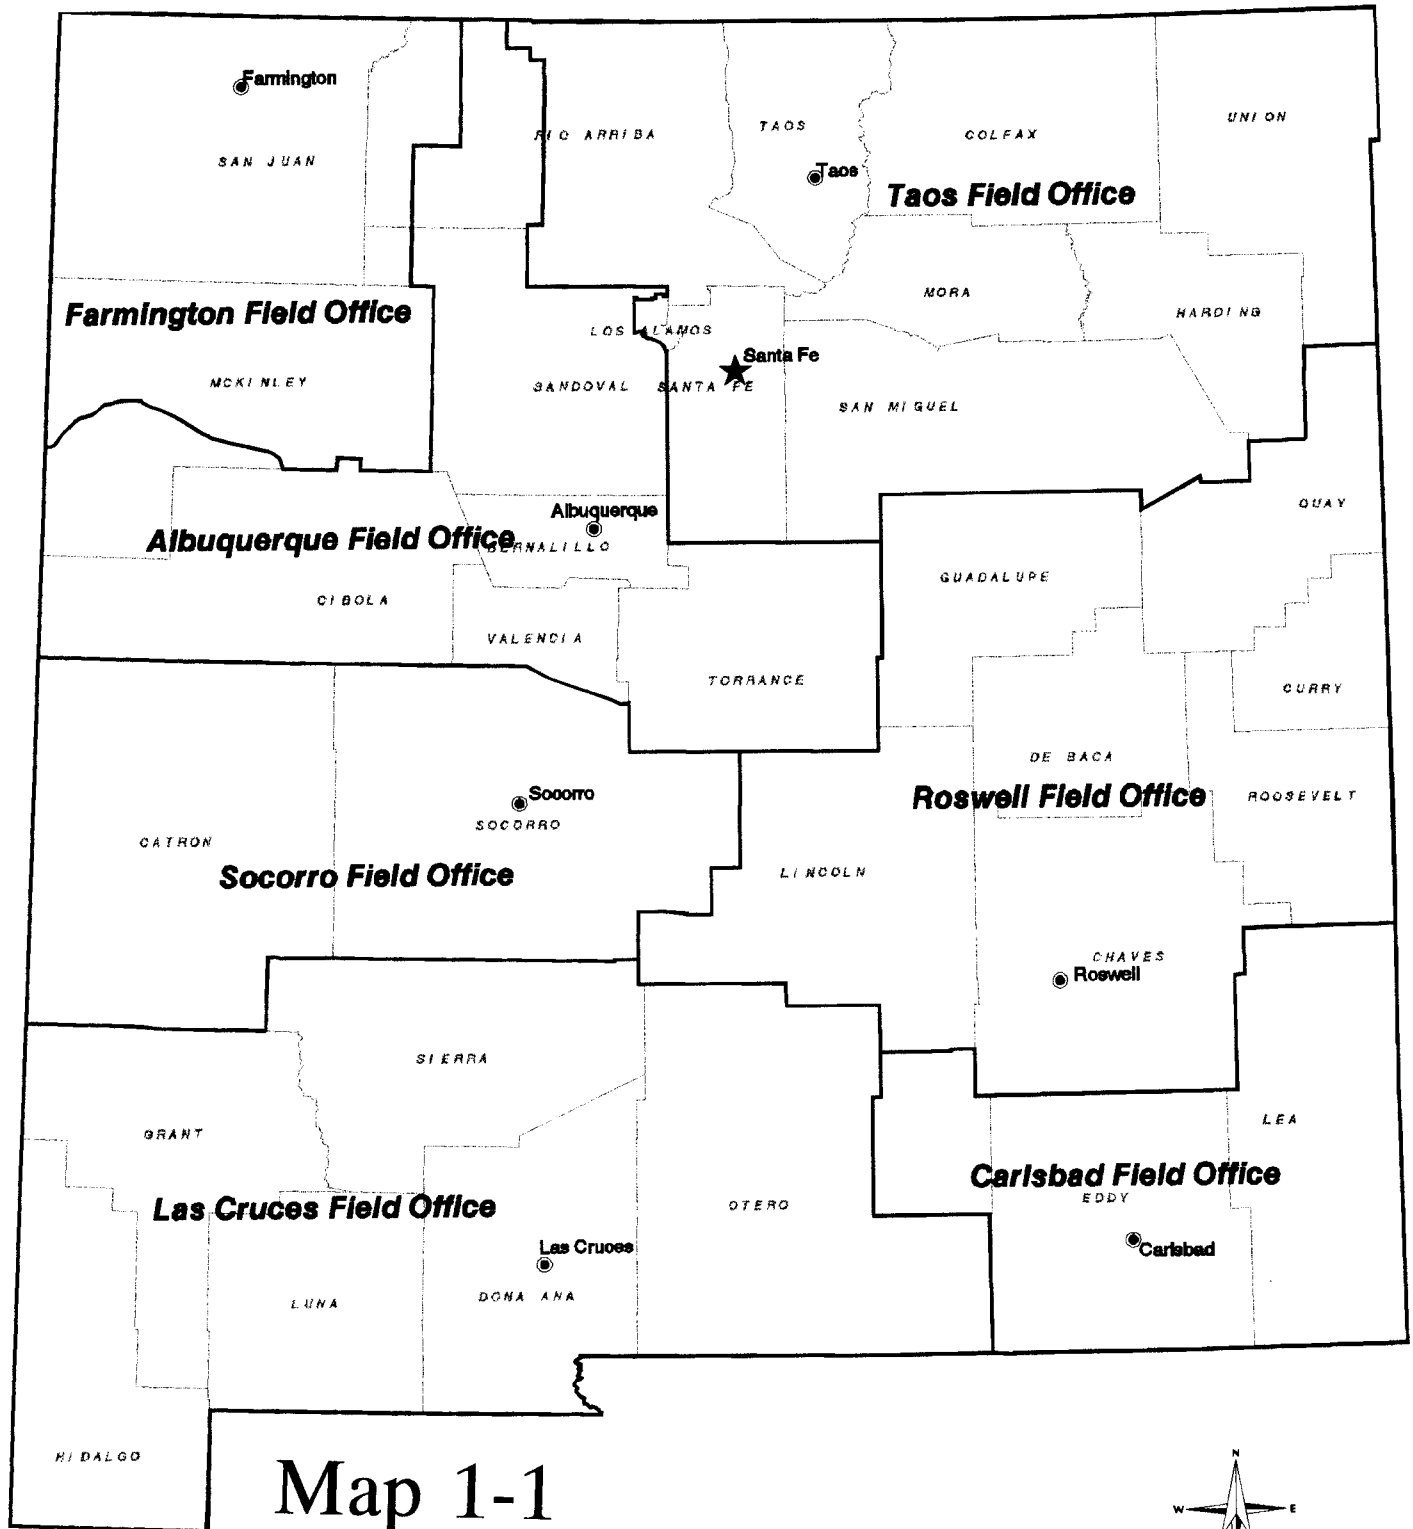 Farmington
SAN JUAN
RIO ARRIBA
TAOS
COLFAX
UNION
Taos
Taos Field Office
Farmington Field Office
MORA
HARDING
LOS ALAMOS
Santa Fe
MCKINLEY
SANDOVAL
SANTA FE
SAN MIGUEL
Albuquerque
QUAY
Albuquerque Field Office
BERNALILLO
GUADALUPE
CIBOLA
VALENCIA
TORRANCE
CURRY
DE BACA
Socorro
SOCORRO
Roswell Field Office
ROOSEVELT
CATRON
Socorro Field Office
LINCOLN
CHAVES
Roswell
SIERRA
GRANT
LEA
Carlsbad Field Office
EDDY
Las Cruces Field Office
OTERO
Las Cruces
Carlsbad
LUNA
DONA ANA
HIDALGO
Map 1-1
N
W
E